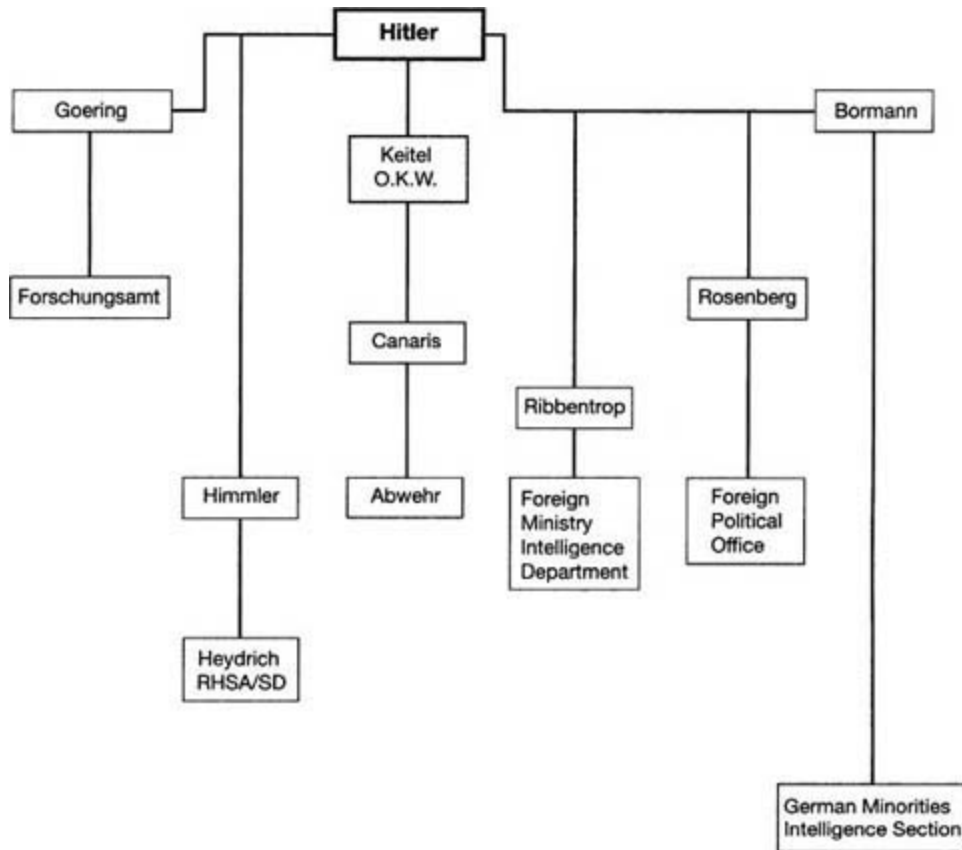 Hitler
Goering
Bormann
Keitel
O.K.W.
Forschungsamt
Rosenberg
Canaris
Ribbentrop
Himmler
Abwehr
Foreign
Ministry
Intelligence
Department
Foreign
Political
Office
Heydrich
RHSA/SD
German Minorities
Intelligence Section